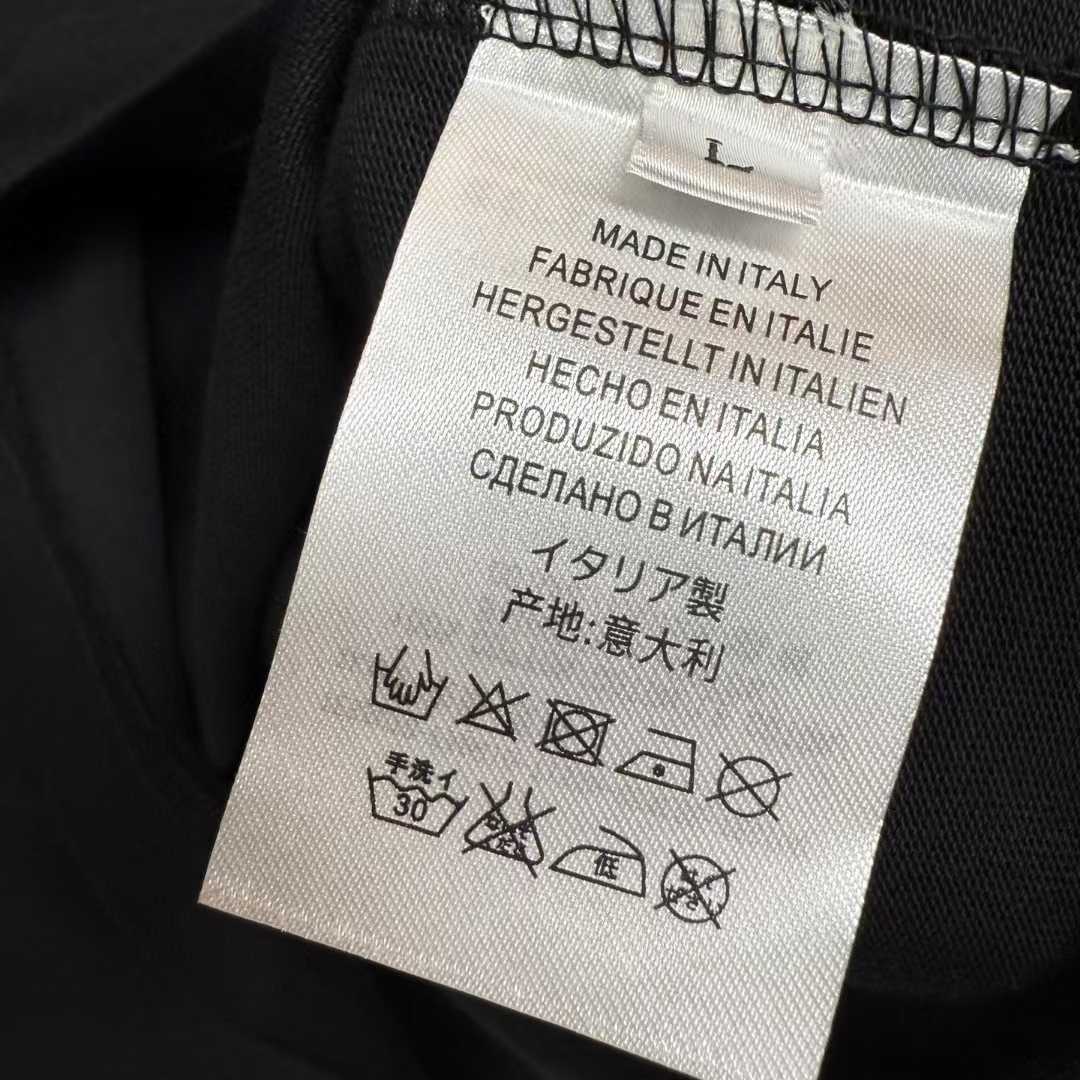 L
MADE IN ITALY
FABRIQUE EN ITALIE
HERGESTELLT IN ITALIEN
HECHO EN ITALIA
PRODUZIDO NA ITALIA
СДЕЛАНО В ИТАЛИИ
イタリア製
产地:意大利
手洗イ
30
低